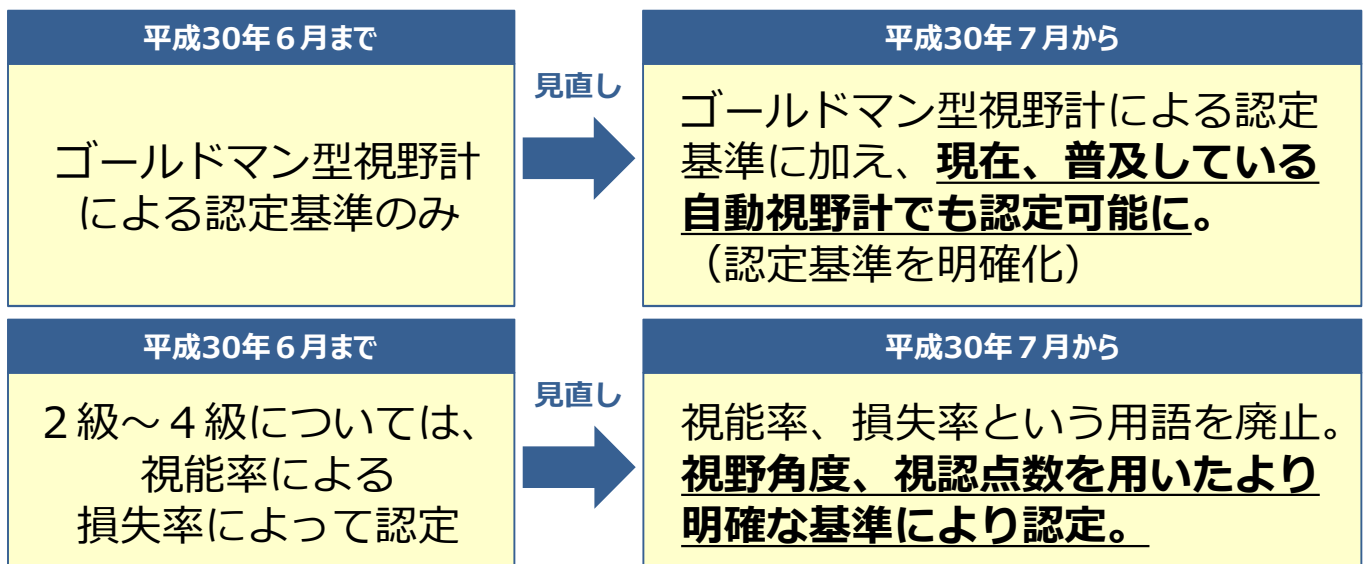 平成30年６月まで
見直し
平成30年７月から
ゴールドマン型視野計
による認定基準のみ
ゴールドマン型視野計による認定
基準に加え、現在、普及している
自動視野計でも認定可能に。
（認定基準を明確化）
平成30年６月まで
見直し
平成30年７月から
２級～４級については、
視能率による
損失率によって認定
視能率、損失率という用語を廃止。
視野角度、視認点数を用いたより
明確な基準により認定。